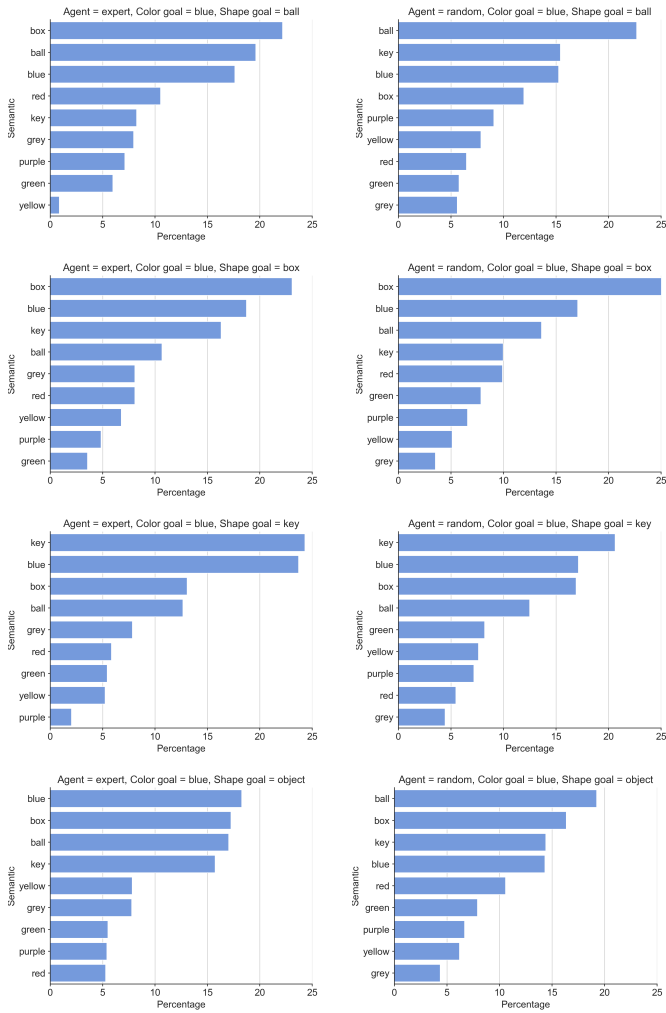 Agent = expert, Color goal = blue, Shape goal = ball
box
ball
blue
red
key
grey
purple
green
yellow
Semantic
0 5 10 15 20 25
Percentage
Agent = random, Color goal = blue, Shape goal = ball
ball
key
blue
box
purple
yellow
red
green
grey
Semantic
0 5 10 15 20 25
Percentage
Agent = expert, Color goal = blue, Shape goal = box
box
blue
key
ball
grey
red
yellow
purple
green
Semantic
0 5 10 15 20 25
Percentage
Agent = random, Color goal = blue, Shape goal = box
box
blue
ball
key
red
green
purple
yellow
grey
Semantic
0 5 10 15 20 25
Percentage
Agent = expert, Color goal = blue, Shape goal = key
key
blue
box
ball
grey
red
green
yellow
purple
Semantic
0 5 10 15 20 25
Percentage
Agent = random, Color goal = blue, Shape goal = key
key
blue
box
ball
green
yellow
purple
red
grey
Semantic
0 5 10 15 20 25
Percentage
Agent = expert, Color goal = blue, Shape goal = object
blue
box
ball
key
yellow
grey
green
purple
red
Semantic
0 5 10 15 20 25
Percentage
Agent = random, Color goal = blue, Shape goal = object
ball
box
key
blue
red
green
purple
yellow
grey
Semantic
0 5 10 15 20 25
Percentage